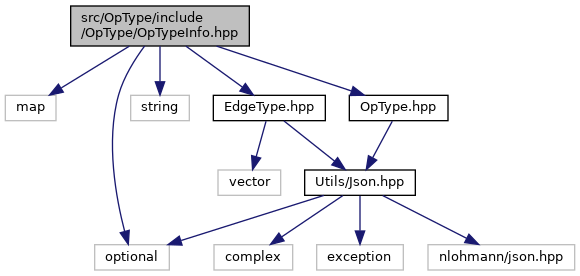 src/OpType/include
/OpType/OpTypeInfo.hpp
map
string
EdgeType.hpp
OpType.hpp
vector
Utils/Json.hpp
optional
complex
exception
nlohmann/json.hpp